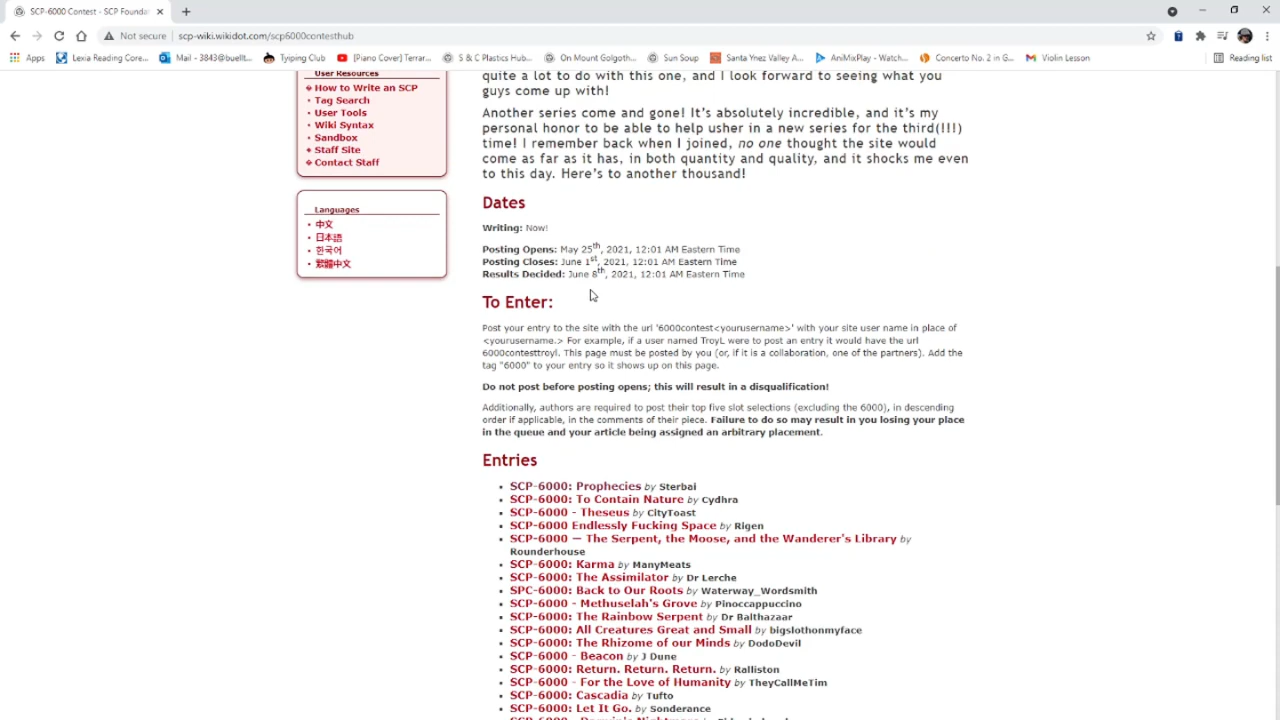 SCP-6000 Contest - SCP Foundat
Not secure | scp-wiki.wikidot.com/scp6000contesthub
Apps Lexia Reading Core... Mail - 3843@buellt... Tyiping Club [Piano Cover] Terrar... S & C Plastics Hub... On Mount Golgoth... Sun Soup Santa Ynez Valley A... AniMixPlay - Watch... Concerto No. 2 in G... Violin Lesson Reading list
User Resources
How to Write an SCP
Tag Search
User Tools
Wiki Syntax
Sandbox
Staff Site
Contact Staff
Languages
中文
日本語
한국어
繁體中文
quite a lot to do with this one, and I look forward to seeing what you
guys come up with!
Another series come and gone! It's absolutely incredible, and it's my
personal honor to be able to help usher in a new series for the third(!!!)
time! I remember back when I joined, no one thought the site would
come as far as it has, in both quantity and quality, and it shocks me even
to this day. Here's to another thousand!
Dates
Writing: Now!
Posting Opens: May 25th, 2021, 12:01 AM Eastern Time
Posting Closes: June 1st, 2021, 12:01 AM Eastern Time
Results Decided: June 8th, 2021, 12:01 AM Eastern Time
To Enter:
Post your entry to the site with the url '6000contest<yourusername>' with your site user name in place of
<yourusername.> For example, if a user named TroyL were to post an entry it would have the url
6000contesttroyl. This page must be posted by you (or, if it is a collaboration, one of the partners). Add the
tag "6000" to your entry so it shows up on this page.
Do not post before posting opens; this will result in a disqualification!
Additionally, authors are required to post their top five slot selections (excluding the 6000), in descending
order if applicable, in the comments of their piece. Failure to do so may result in you losing your place
in the queue and your article being assigned an arbitrary placement.
Entries
SCP-6000: Prophecies by Sterbai
SCP-6000: To Contain Nature by Cydhra
SCP-6000 - Theseus by CityToast
SCP-6000 Endlessly Fucking Space by Rigen
SCP-6000 — The Serpent, the Moose, and the Wanderer's Library by
Rounderhouse
SCP-6000: Karma by ManyMeats
SCP-6000: The Assimilator by Dr Lerche
SPC-6000: Back to Our Roots by Waterway_Wordsmith
SCP-6000 - Methuselah's Grove by Pinoccappuccino
SCP-6000: The Rainbow Serpent by Dr Balthazaar
SCP-6000: All Creatures Great and Small by bigslothonmyface
SCP-6000: The Rhizome of our Minds by DodoDevil
SCP-6000 - Beacon by J Dune
SCP-6000: Return. Return. Return. by Ralliston
SCP-6000 - For the Love of Humanity by TheyCallMeTim
SCP-6000: Cascadia by Tufto
SCP-6000: Let It Go. by Sonderance